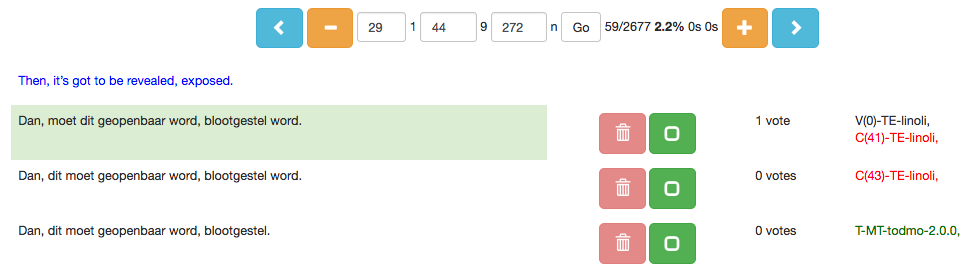 29 1 44 9 272 n Go 59/2677 2.2% 0s 0s
Then, it's got to be revealed, exposed.
Dan, moet dit geopenbaar word, blootgestel word. 1 vote V(0)-TE-linoli,
C(41)-TE-linoli,
Dan, dit moet geopenbaar word, blootgestel word. 0 votes C(43)-TE-linoli,
Dan, dit moet geopenbaar word, blootgestel. 0 votes T-MT-todmo-2.0.0,